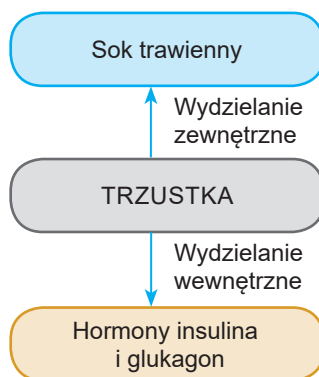 Sok trawienny
Wydzielanie
zewnętrzne
TRZUSTKA
Wydzielanie
wewnętrzne
Hormony insulina
i glukagon